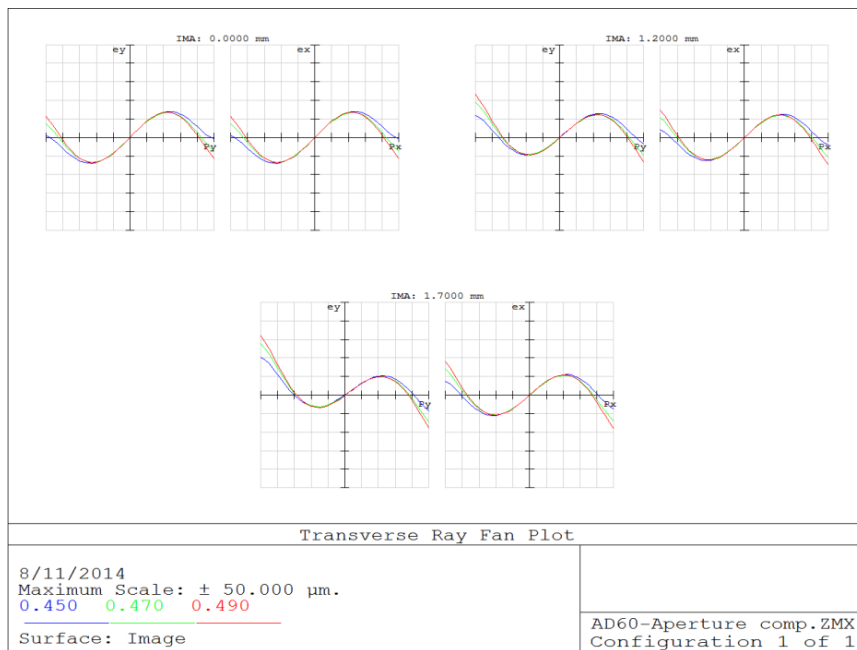 IMA: 0.0000 mm
ey
ex
Py
Px
IMA: 1.2000 mm
ey
ex
Py
Px
IMA: 1.7000 mm
ey
ex
Py
Px
Transverse Ray Fan Plot
8/11/2014
Maximum Scale: ± 50.000 µm.
0.450 0.470 0.490
Surface: Image
AD60-Aperture comp.ZMX
Configuration 1 of 1